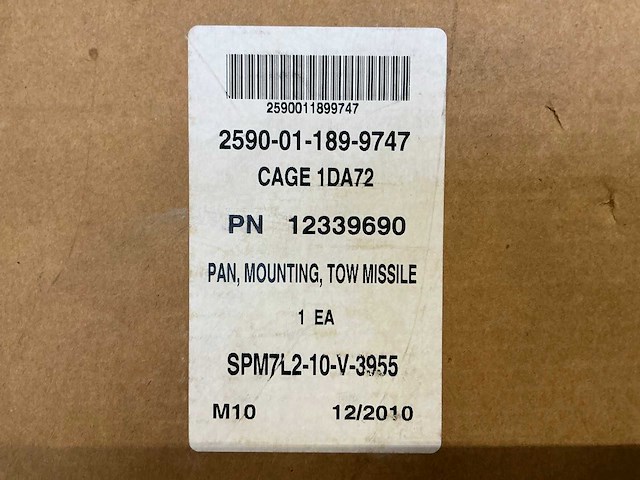 2590011899747
2590-01-189-9747
CAGE 1DA72
PN 12339690
PAN, MOUNTING, TOW MISSILE
1 EA
SPM7L2-10-V-3955
M10 12/2010